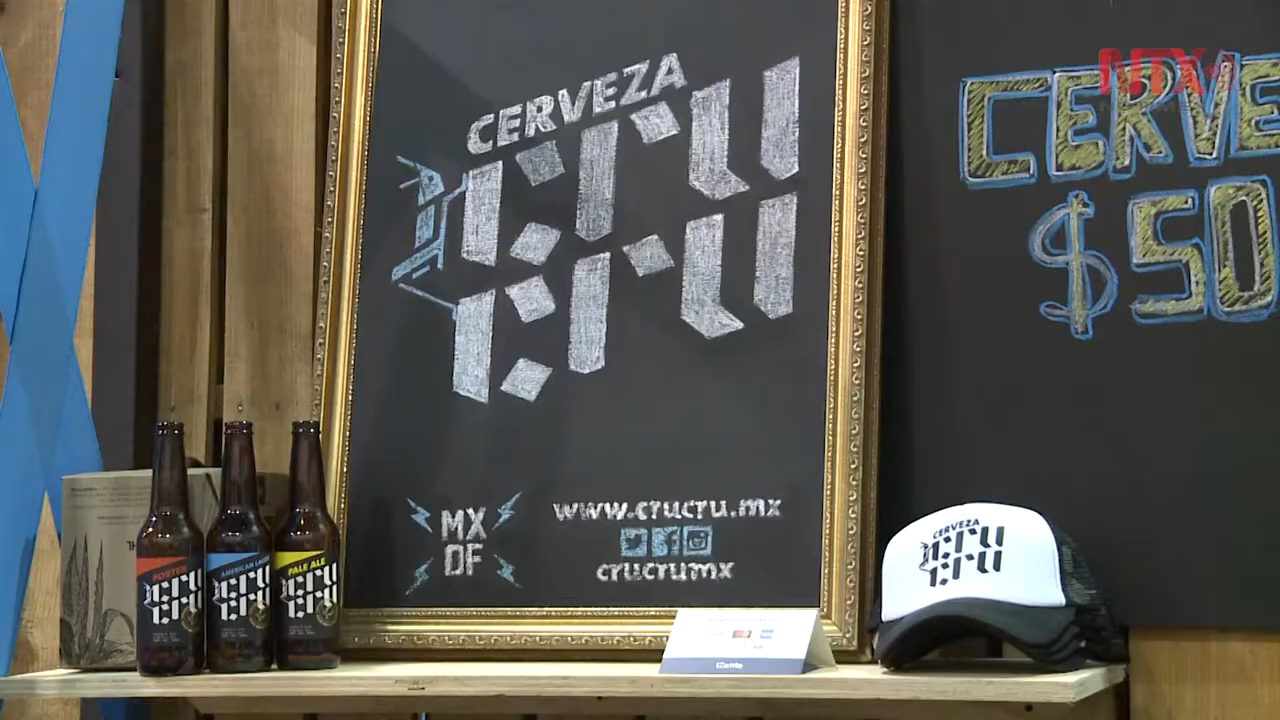 CERVEZA
cru
cru
MX
DF
www.crucru.mx
crucrumx
CERVE
$50
NTX
PORTER
cru
cru
AMERICAN LAGER
cru
cru
PALE ALE
cru
cru
CERVEZA
cru
cru